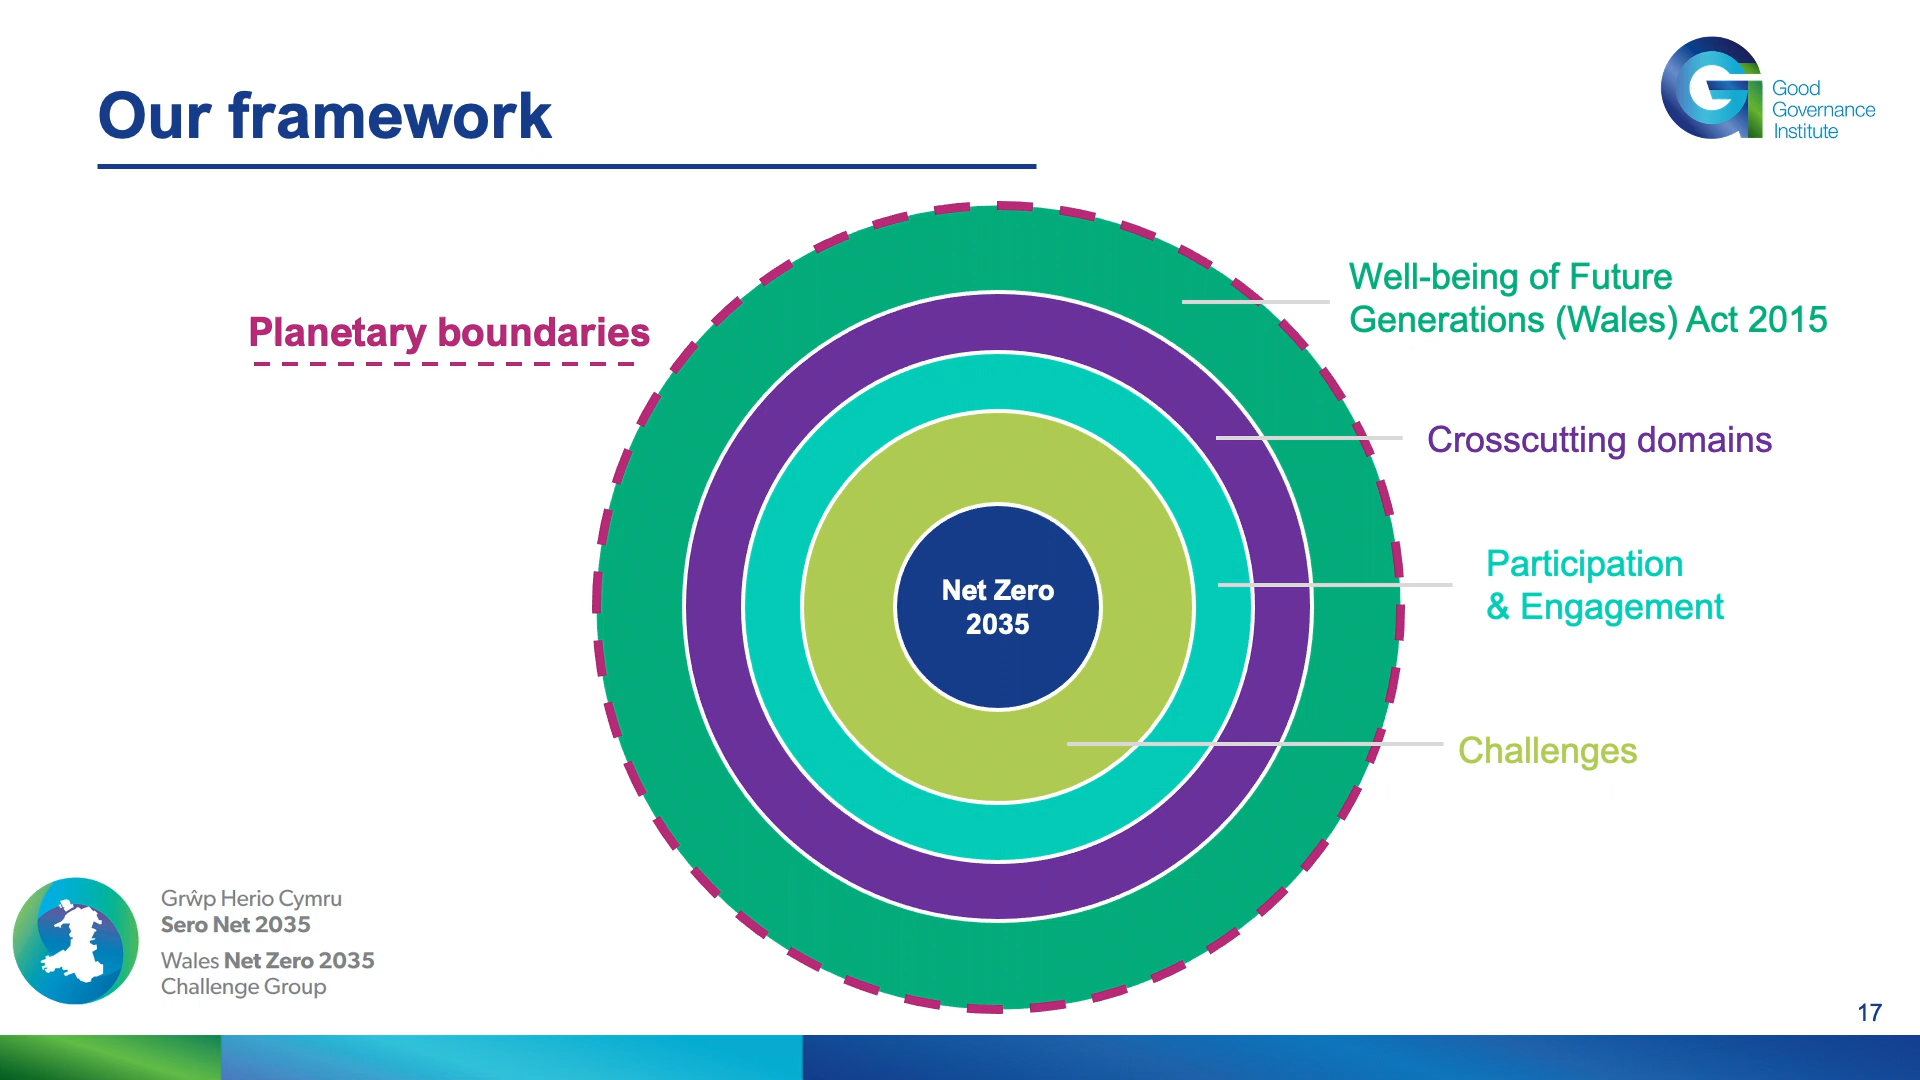 Our framework
Good
Governance
Institute
Planetary boundaries
Well-being of Future
Generations (Wales) Act 2015
Crosscutting domains
Participation
& Engagement
Challenges
Net Zero
2035
Grŵp Herio Cymru
Sero Net 2035
Wales Net Zero 2035
Challenge Group
17